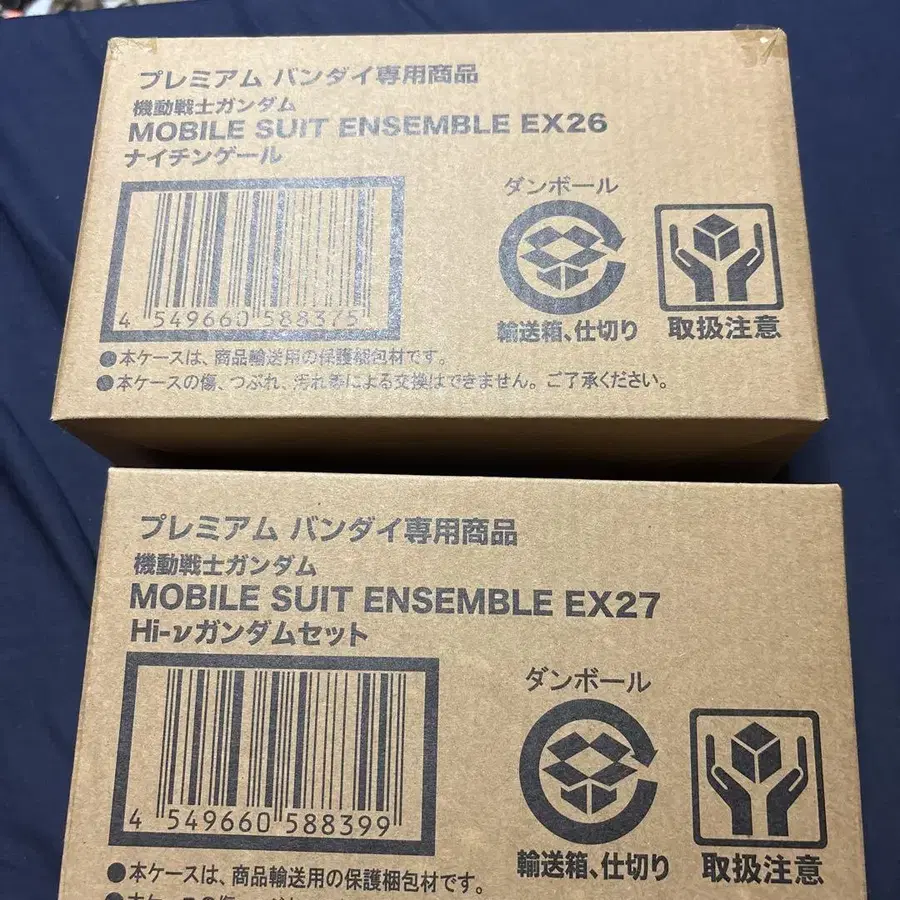 プレミアム バンダイ専用商品
機動戦士ガンダム
MOBILE SUIT ENSEMBLE EX26
ナイチンゲール
4 549660 588375
ダンボール
輸送箱、仕切り
取扱注意
●本ケースは、商品輸送用の保護梱包材です。
●本ケースの傷、つぶれ、汚れ等による交換はできません。ご了承ください。
プレミアム バンダイ専用商品
機動戦士ガンダム
MOBILE SUIT ENSEMBLE EX27
Hi-νガンダムセット
4 549660 588399
ダンボール
輸送箱、仕切り
取扱注意
●本ケースは、商品輸送用の保護梱包材です。